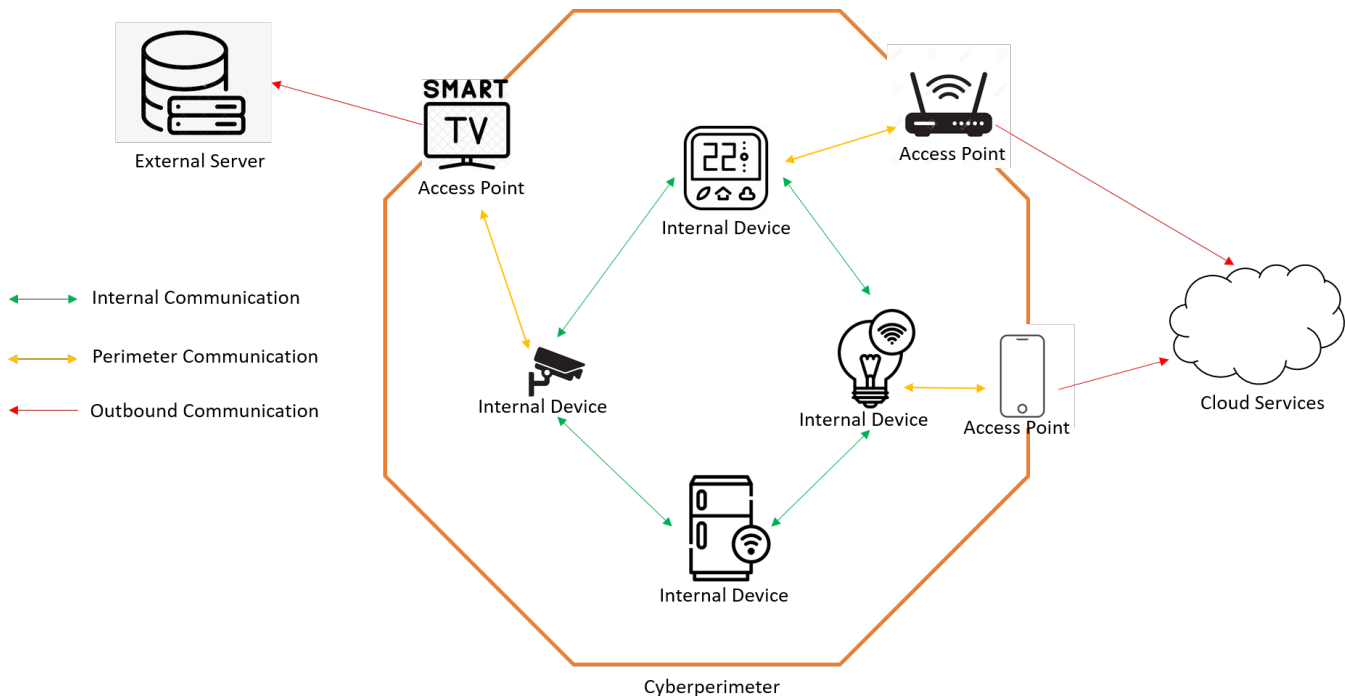 SMART
TV
External Server
Access Point
Access Point
22
Internal Device
Internal Communication
Perimeter Communication
Outbound Communication
Internal Device
Internal Device
Access Point
Cloud Services
Internal Device
Cyberperimeter